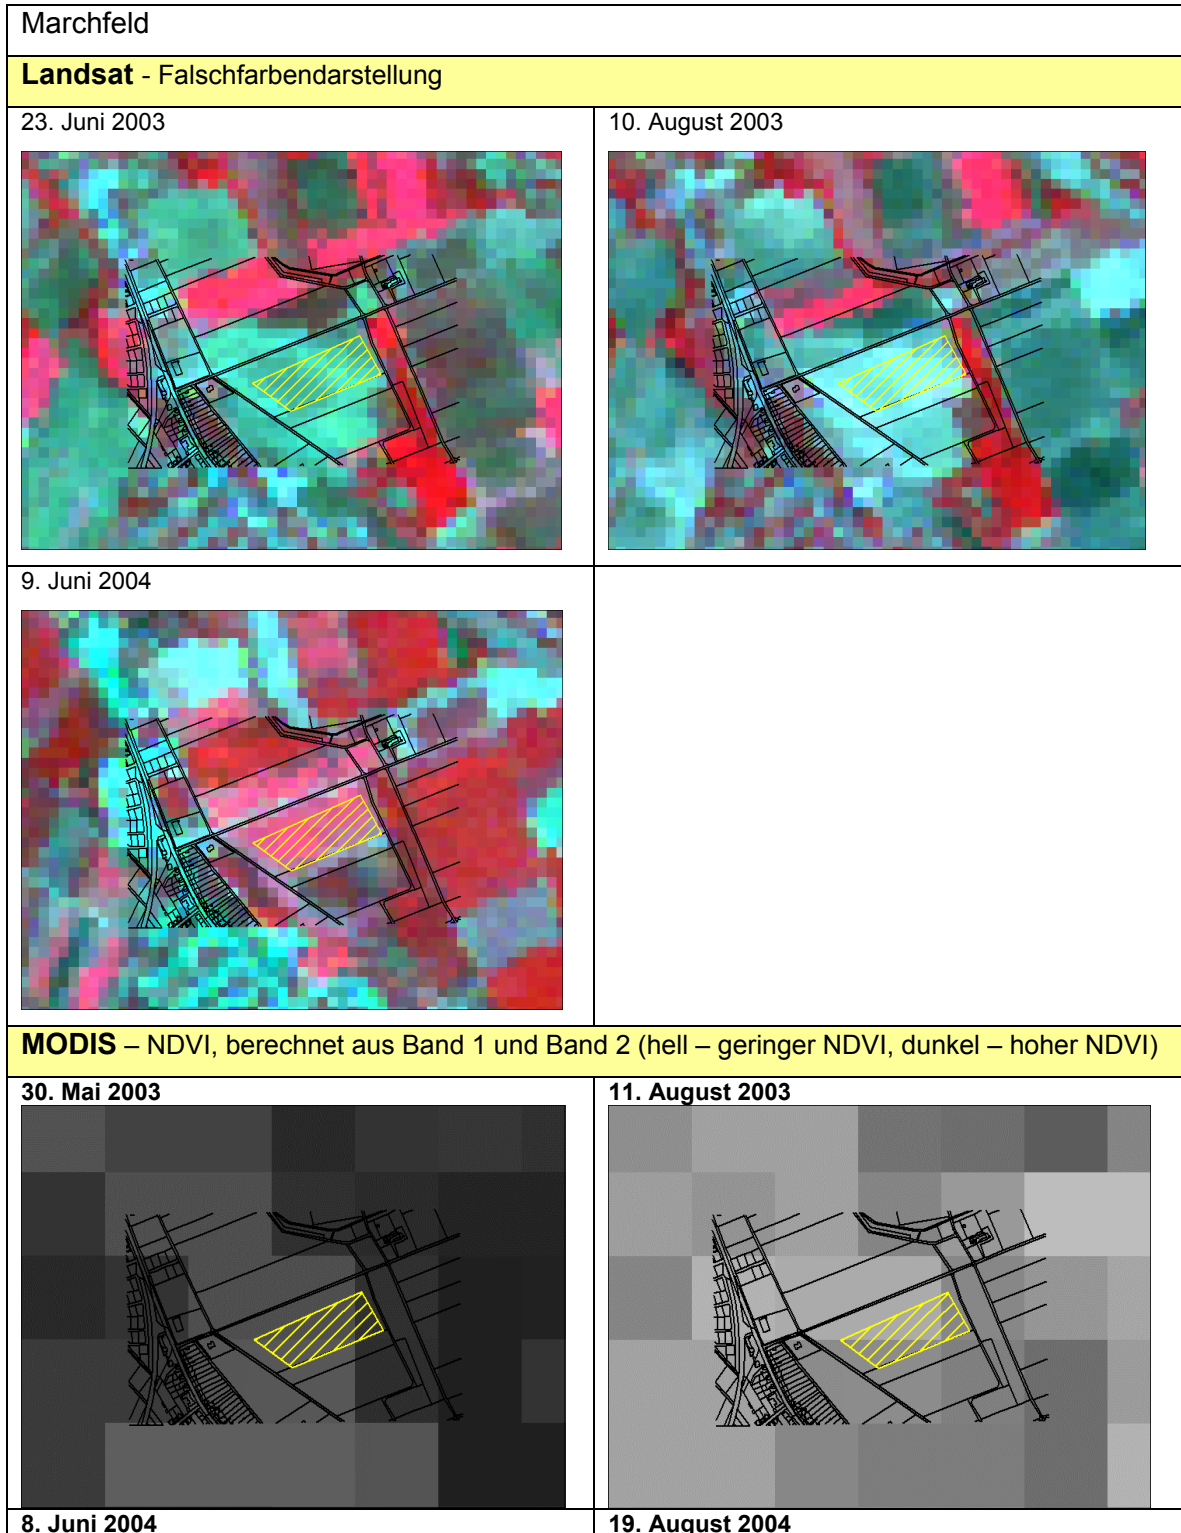 Marchfeld
Landsat - Falschfarbendarstellung
23. Juni 2003
10. August 2003
9. Juni 2004
MODIS – NDVI, berechnet aus Band 1 und Band 2 (hell – geringer NDVI, dunkel – hoher NDVI)
30. Mai 2003
11. August 2003
8. Juni 2004
19. August 2004